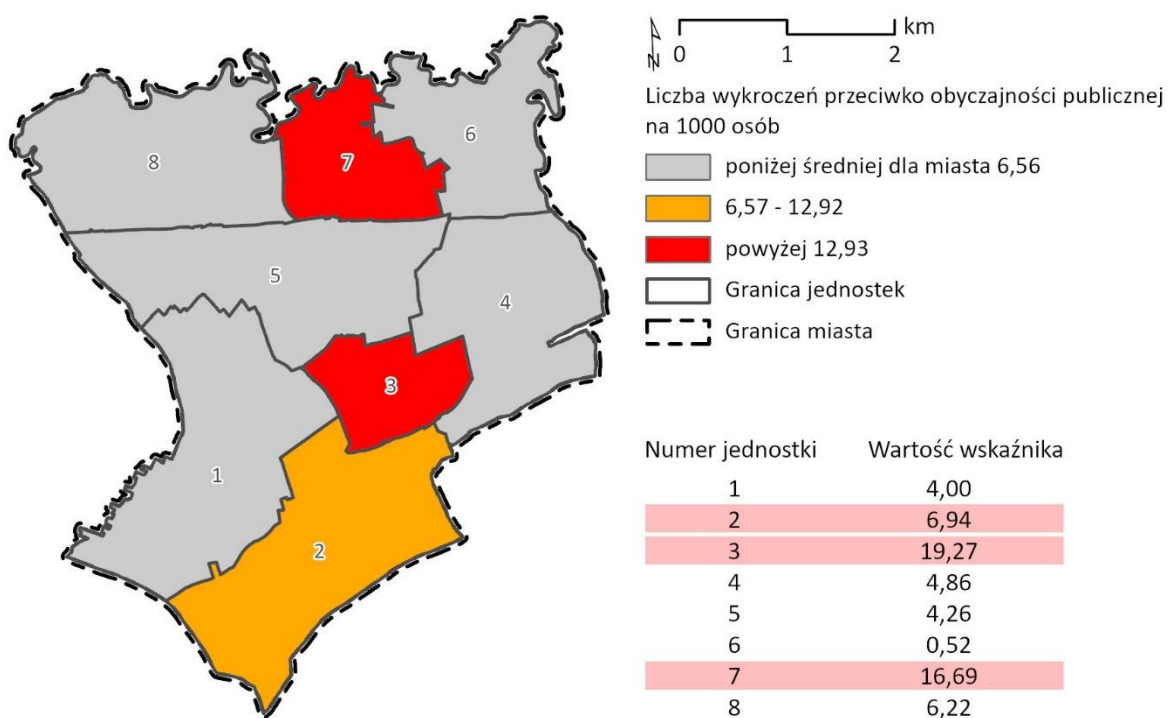 km
0 1 2
N
Liczba wykroczeń przeciwko obyczajności publicznej
na 1000 osób
poniżej średniej dla miasta 6,56
6,57 - 12,92
powyżej 12,93
Granica jednostek
Granica miasta
8
7
6
5
4
3
1
2
Numer jednostki Wartość wskaźnika
1 4,00
2 6,94
3 19,27
4 4,86
5 4,26
6 0,52
7 16,69
8 6,22